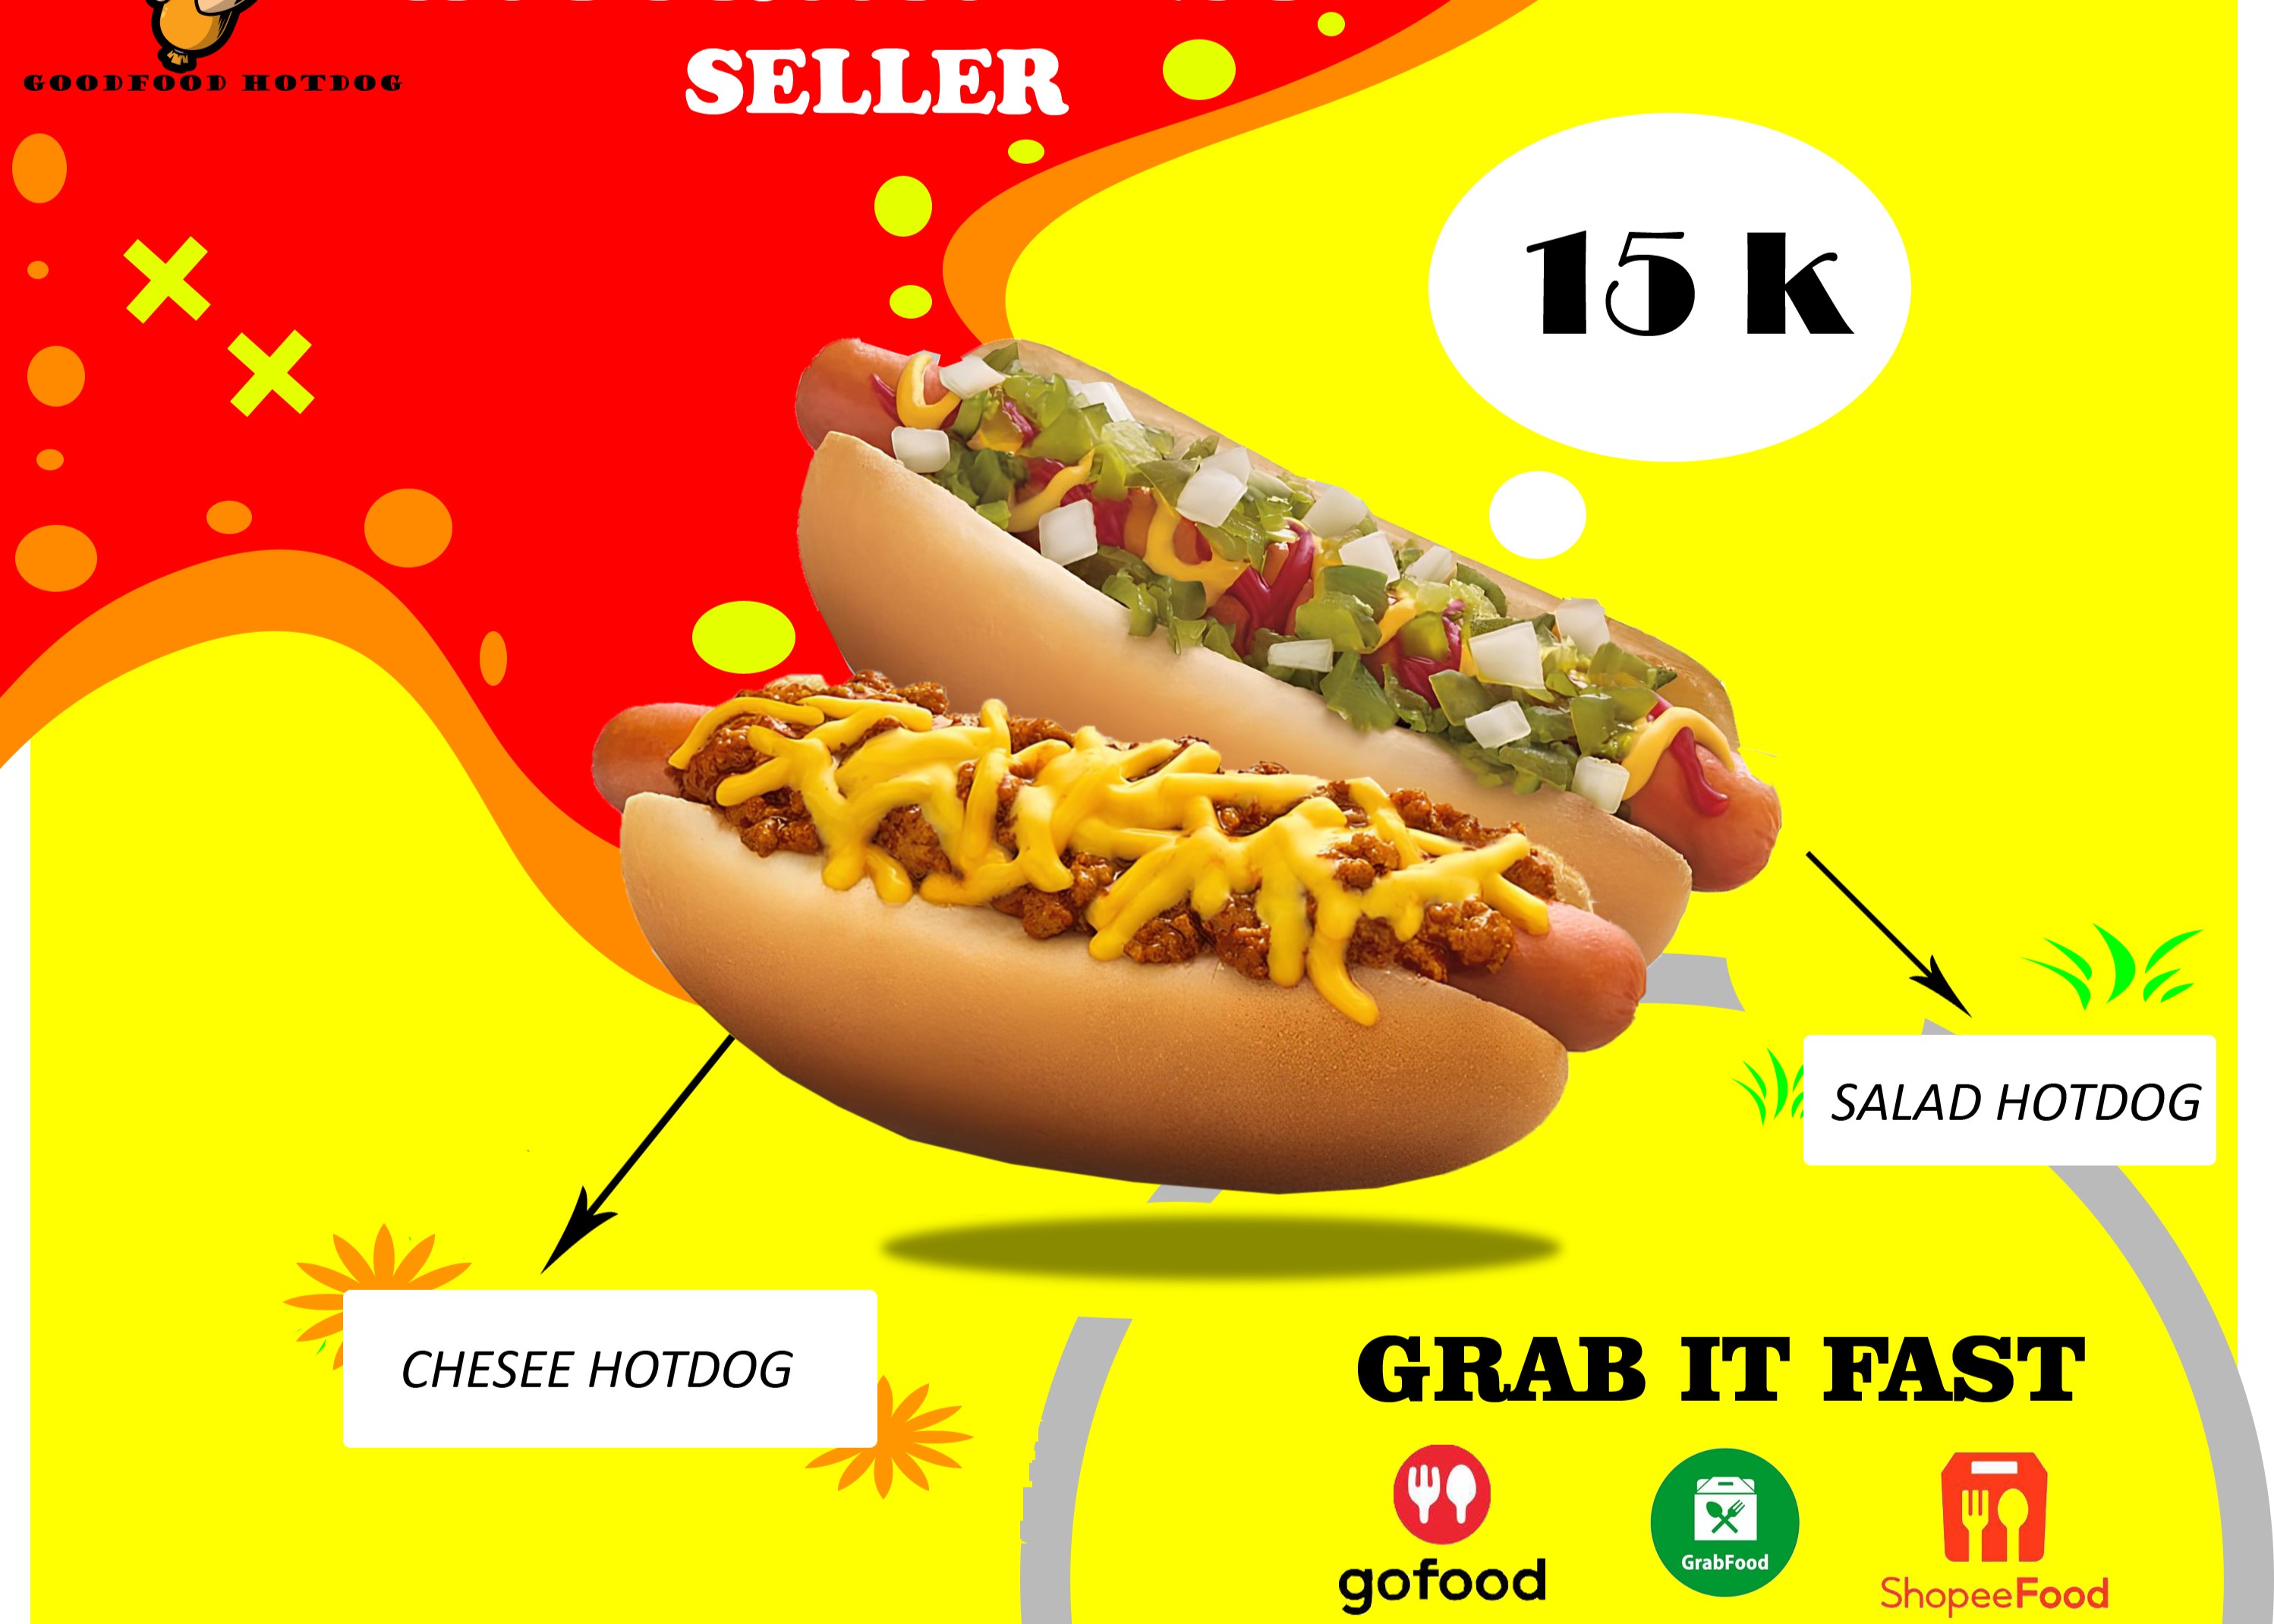 GOODFOOD HOTDOG
SELLER
15 K
SALAD HOTDOG
CHESEE HOTDOG
GRAB IT FAST
gofood
GrabFood
ShopeeFood